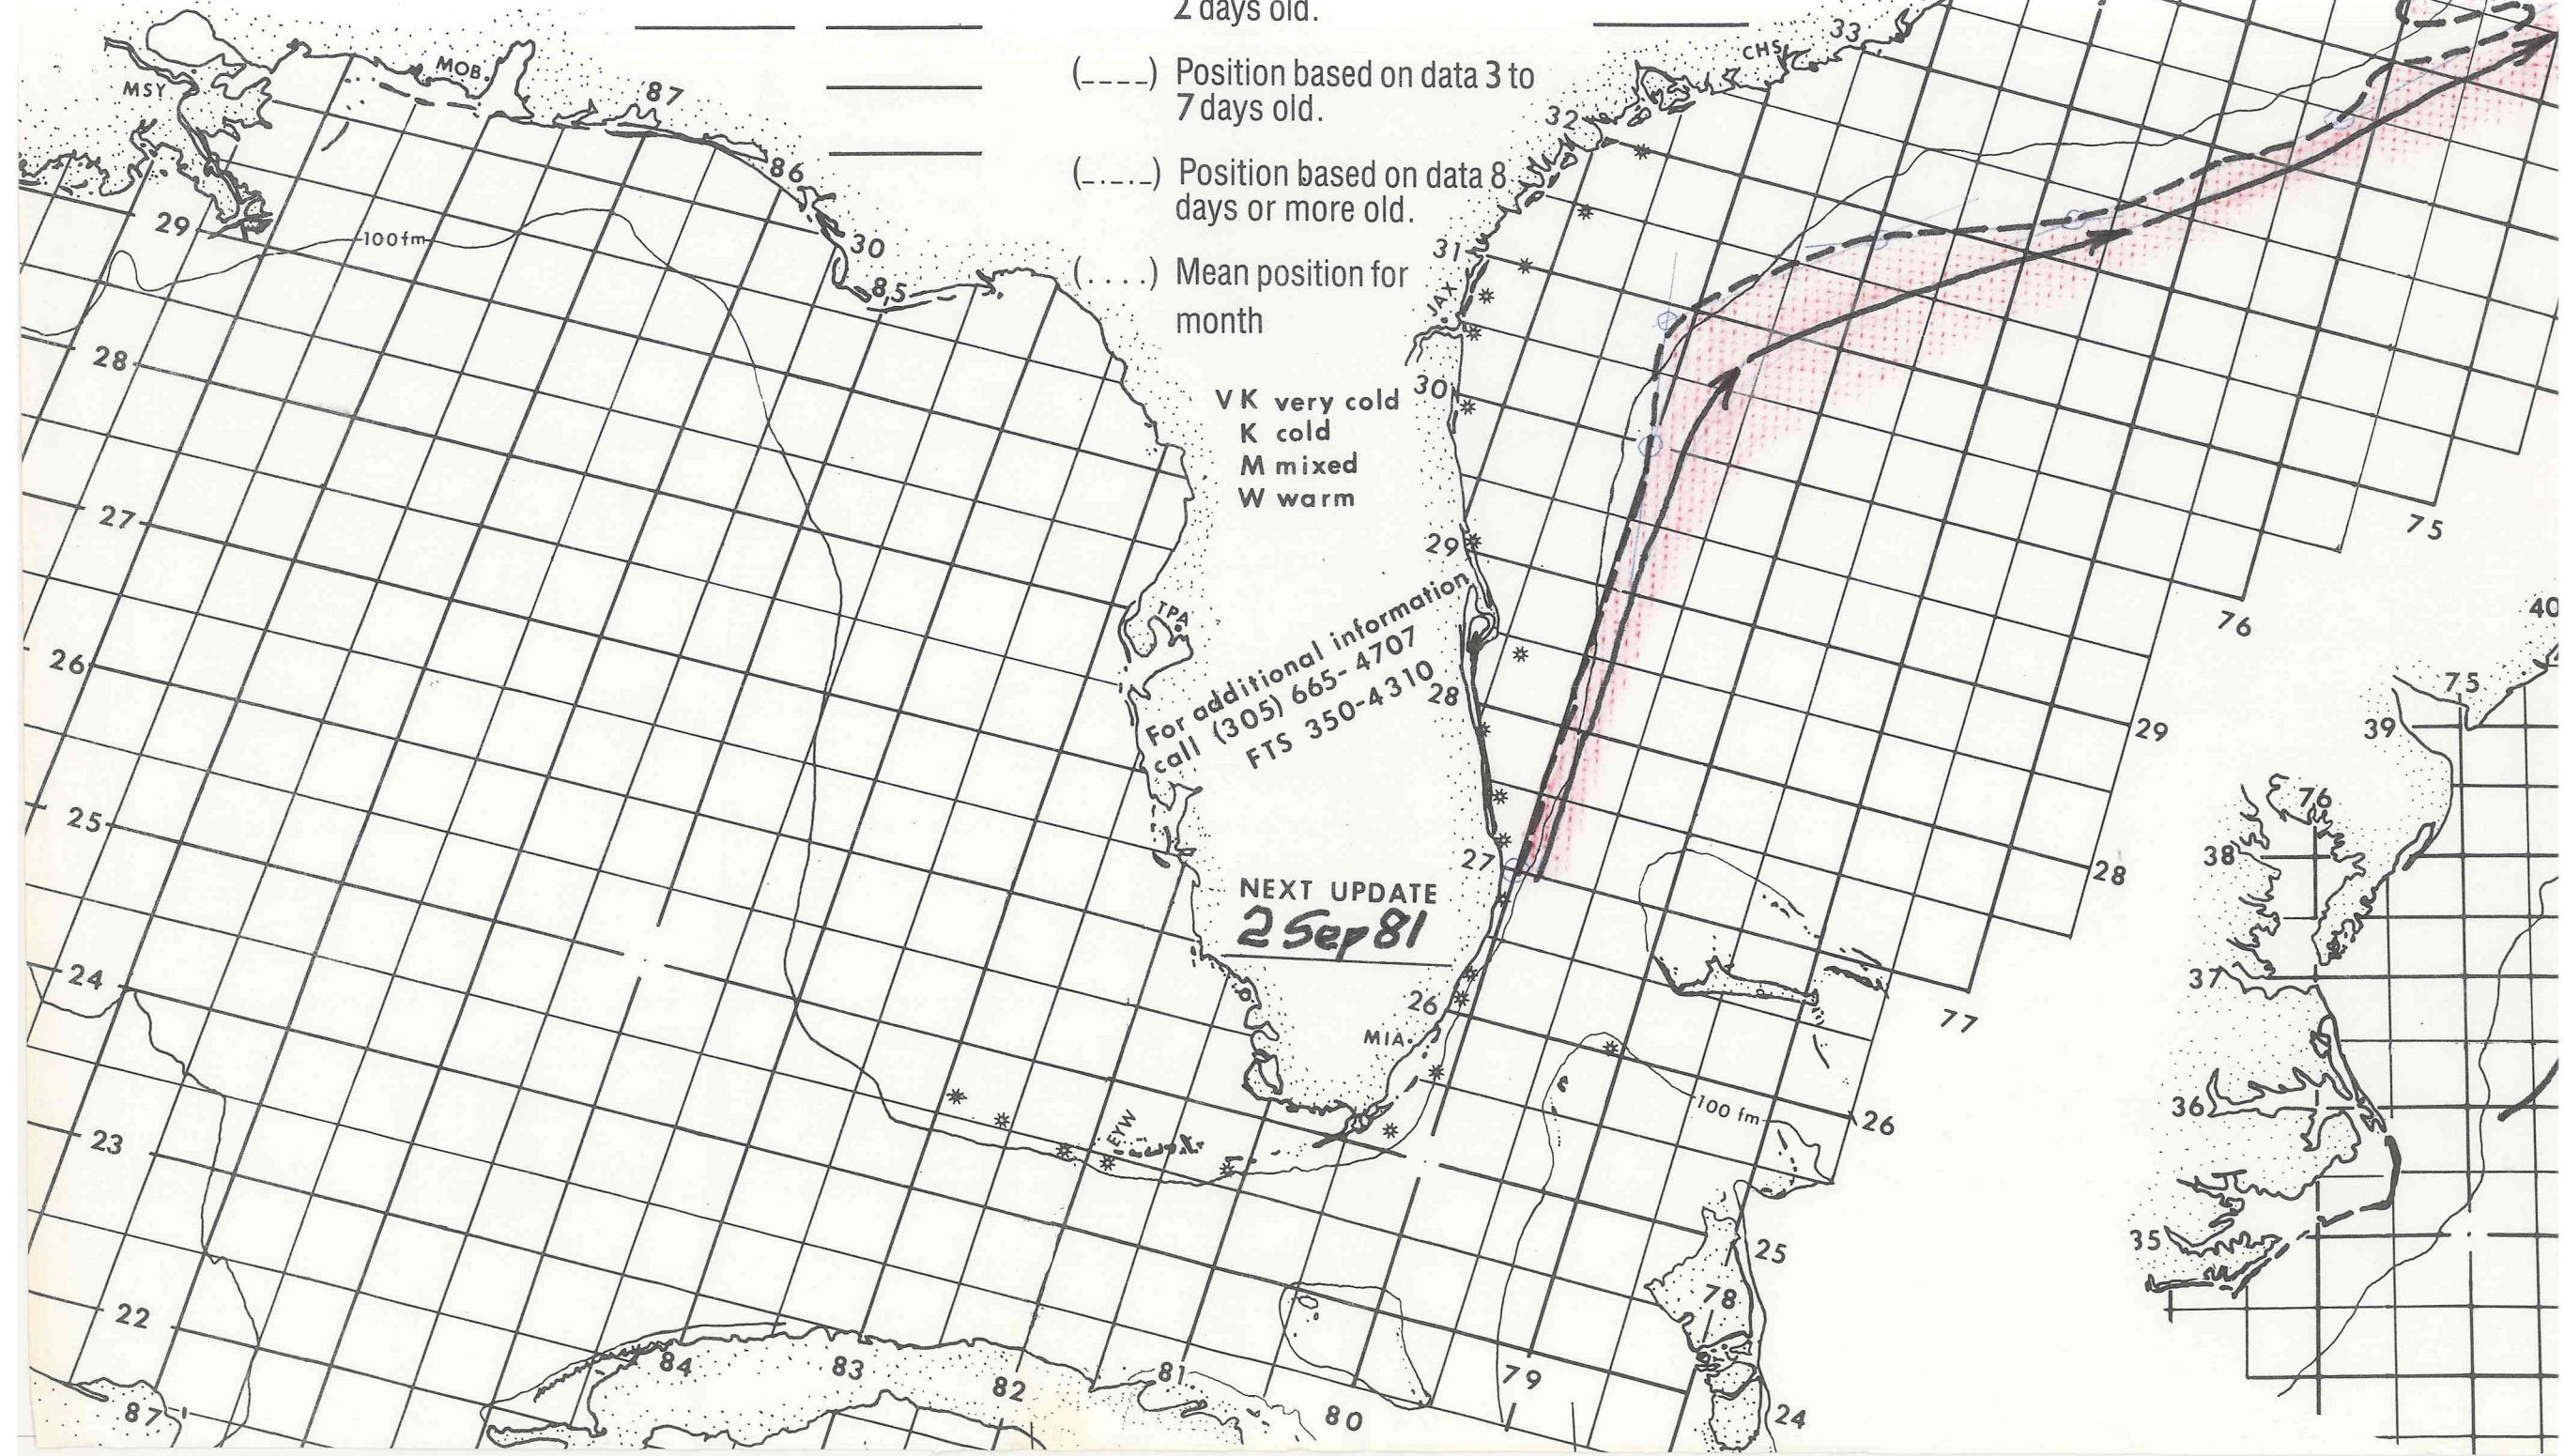 2 days old.
(____) Position based on data 3 to
7 days old.
(_._._) Position based on data 8
days or more old.
(....) Mean position for
month
VK very cold
K cold
M mixed
W warm
For additional information
call (305) 665-4707
FTS 350-4310
NEXT UPDATE
2 Sep 81
MSY
MOB
87
86
30
85
29
100 fm
28
27
26
25
24
23
22
87
84
83
82
81
80
79
78
24
25
26
100 fm
EYW
MIA
26
27
28
29
30
JAX
31
32
CHS
33
TPA
75
76
77
29
28
40
75
39
76
38
37
36
35